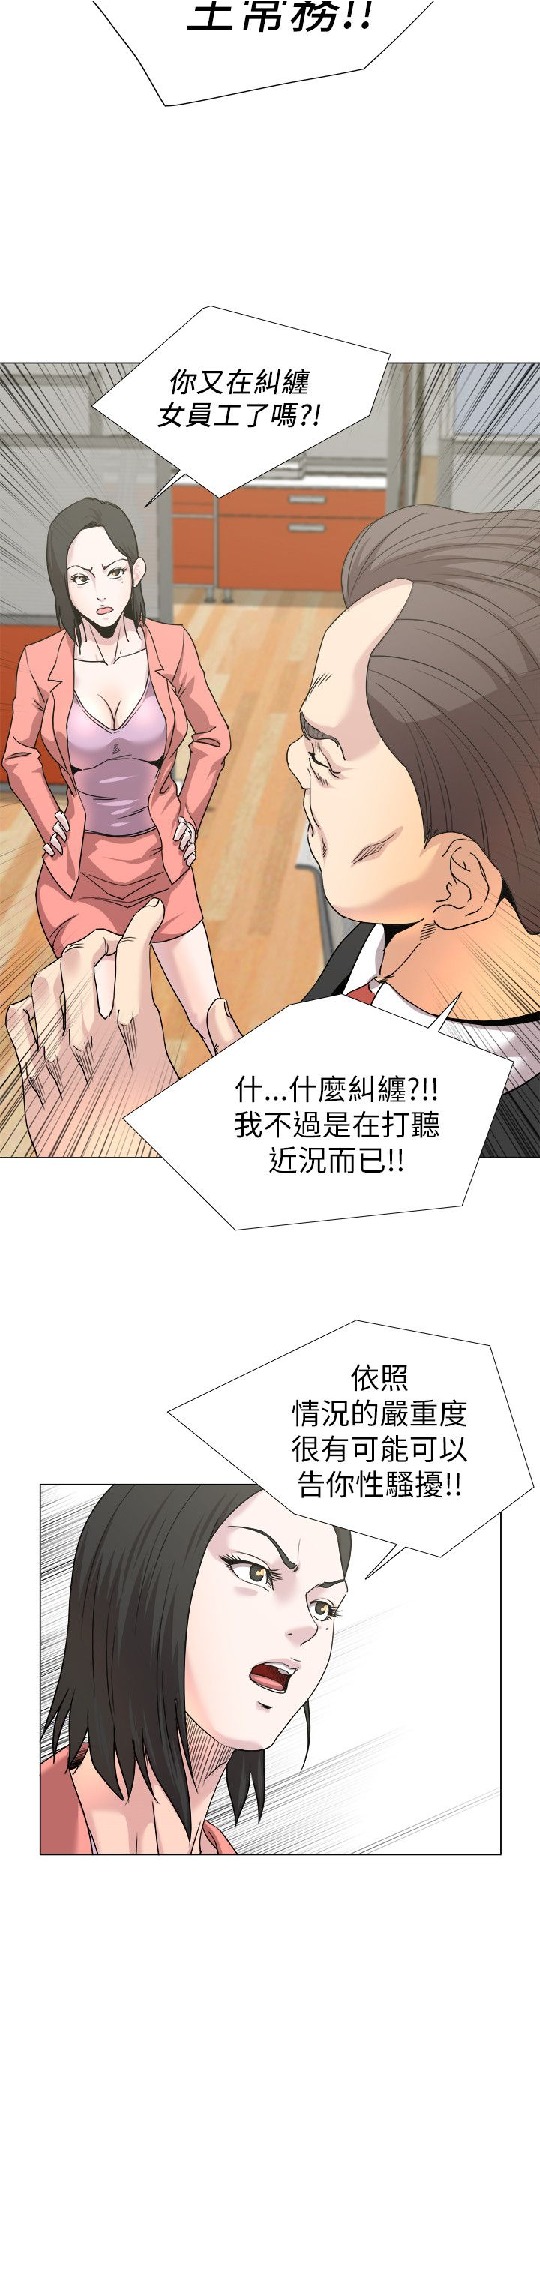 常務!!
你又在糾纏
女員工了嗎?!
什...什麼糾纏?!!
我不過是在打聽
近況而已!!
依照
情況的嚴重度
很有可能可以
告你性騷擾!!